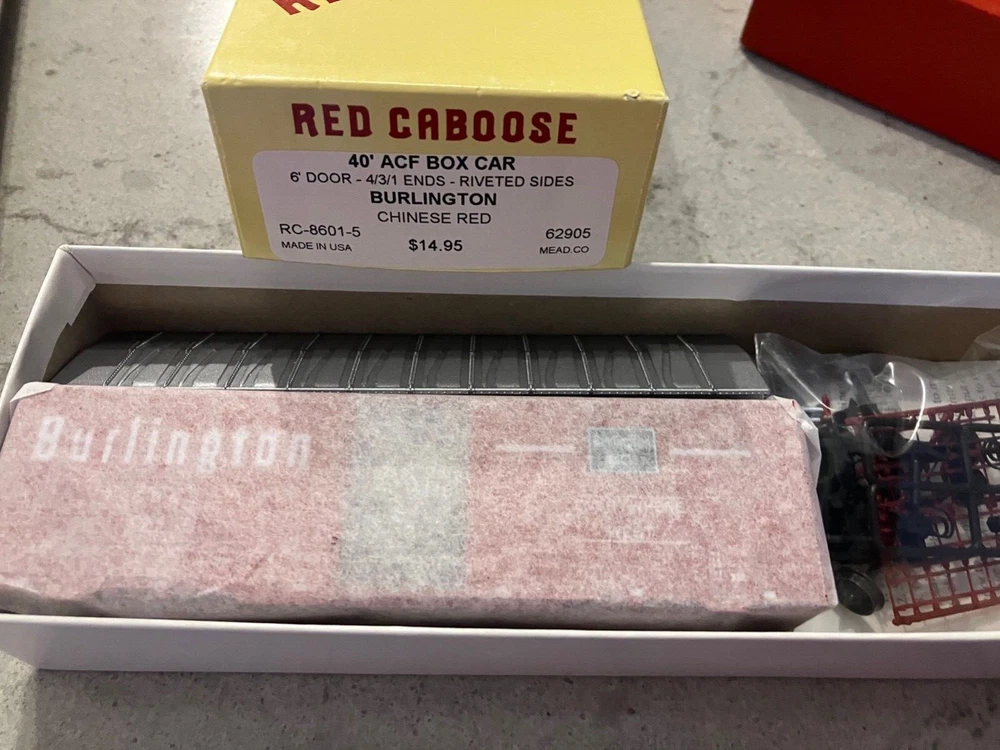 RED CABOOSE
40' ACF BOX CAR
6' DOOR - 4/3/1 ENDS - RIVETED SIDES
BURLINGTON
CHINESE RED
RC-8601-5 62905
MADE IN USA $14.95 MEAD.CO
Burlington